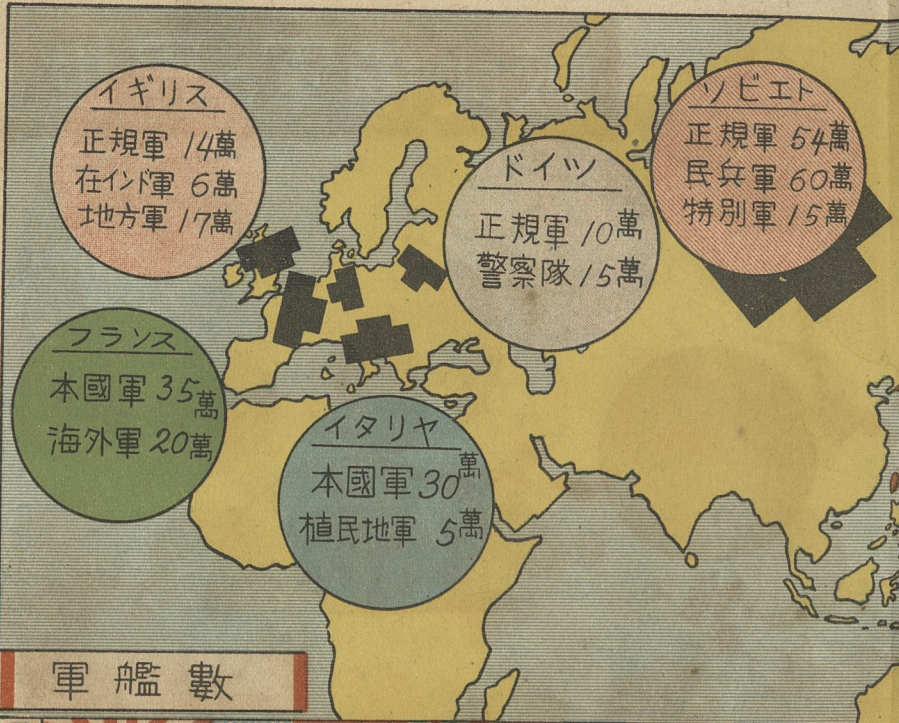 イギリス
正規軍 14萬
在インド軍 6萬
地方軍 17萬
フランス
本國軍 35萬
海外軍 20萬
イタリヤ
本國軍 30萬
植民地軍 5萬
ドイツ
正規軍 10萬
警察隊 15萬
ソビエト
正規軍 54萬
民兵軍 60萬
特別軍 15萬
軍艦數